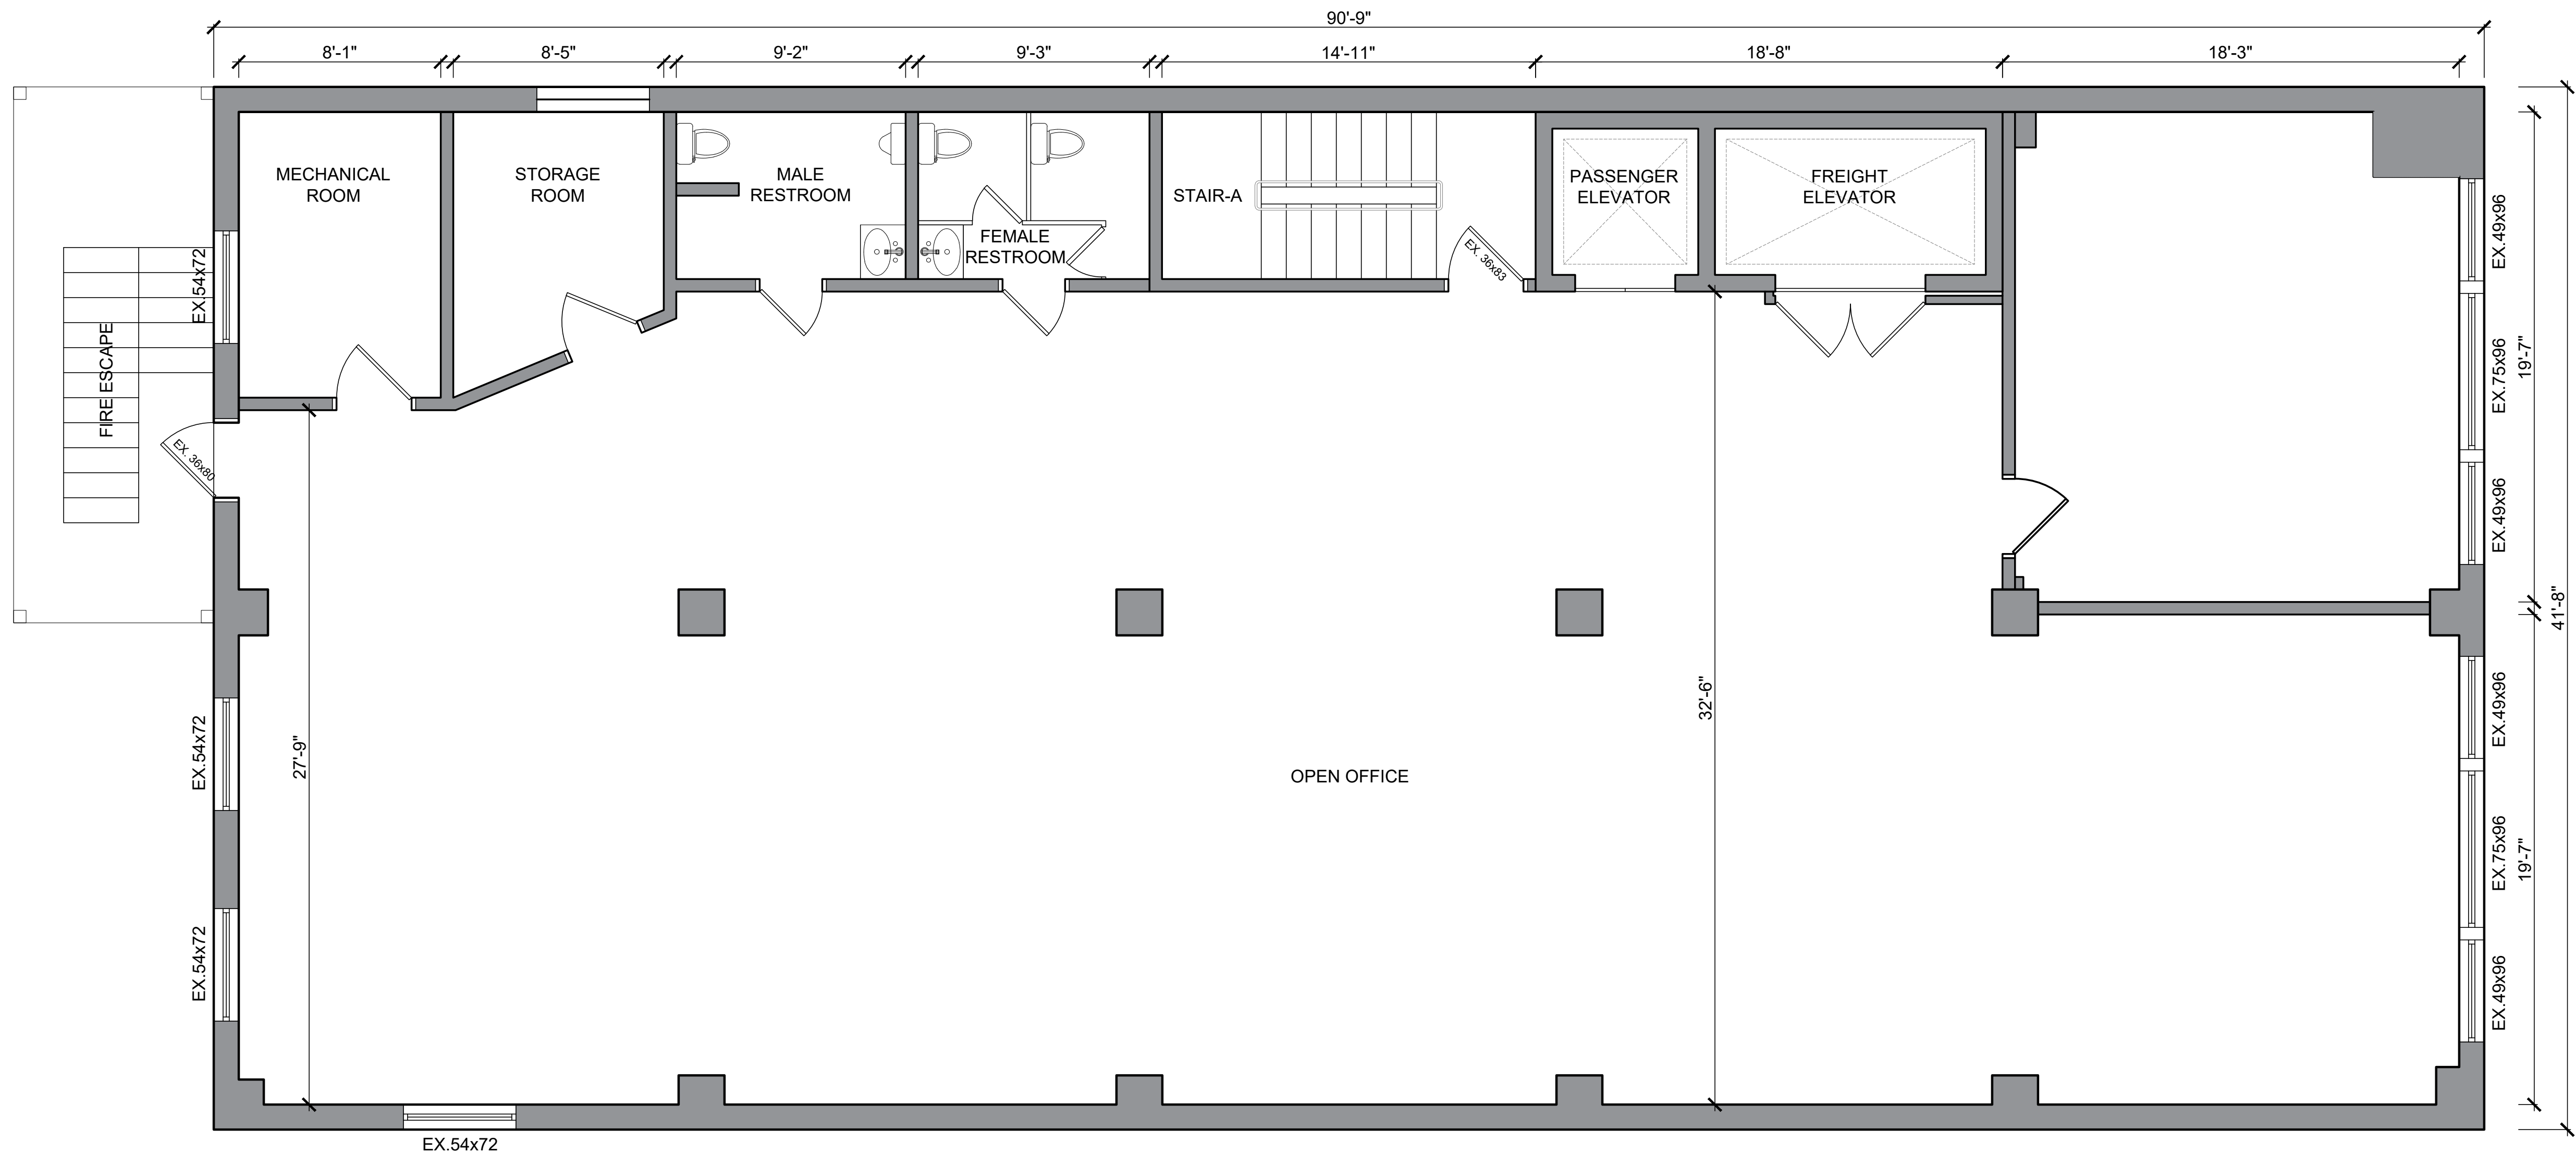 90'-9"
8'-1"
8'-5"
9'-2"
9'-3"
14'-11"
18'-8"
18'-3"
MECHANICAL
ROOM
STORAGE
ROOM
MALE
RESTROOM
FEMALE
RESTROOM
STAIR-A
EX. 36x83
PASSENGER
ELEVATOR
FREIGHT
ELEVATOR
EX.54x72
FIRE ESCAPE
EX. 36x80
EX.49x96
EX.75x96
EX.49x96
19'-7"
41'-8"
EX.54x72
EX.54x72
27'-9"
32'-6"
OPEN OFFICE
EX.49x96
EX.75x96
EX.49x96
19'-7"
EX.54x72